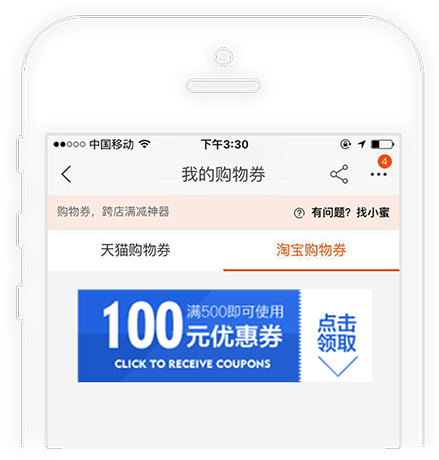 中国移动 下午3:30
我的购物券 4
购物券，跨店满减神器 ? 有问题？找小蜜
天猫购物券 淘宝购物券
100 满500即可使用
元优惠券
CLICK TO RECEIVE COUPONS
点击
领取